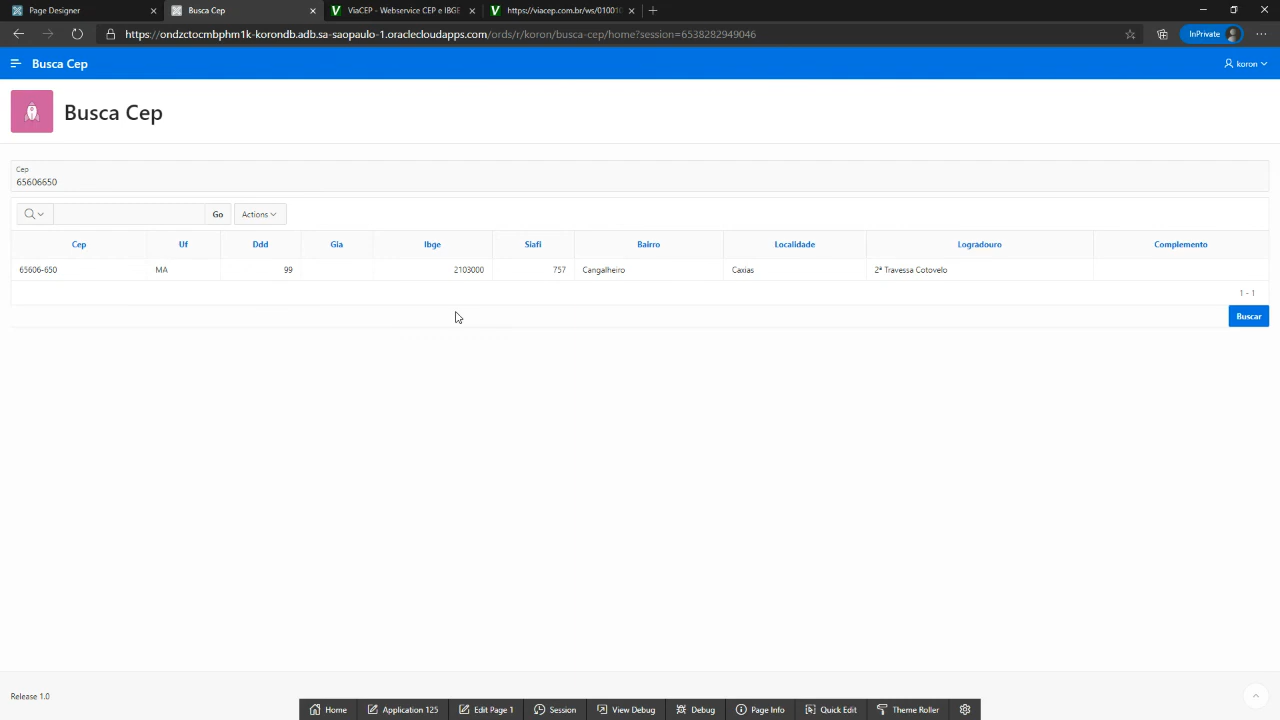 Page Designer
Busca Cep
ViaCEP - Webservice CEP e IBGE
https://viacep.com.br/ws/01001
https://ondzctocmbphm1k-korondb.adb.sa-saopaulo-1.oraclecloudapps.com/ords/r/koron/busca-cep/home?session=6538282949046
InPrivate
Busca Cep
koron
Busca Cep
Cep
65606650
Go
Actions
Cep Uf Ddd Gia Ibge Siafi Bairro Localidade Logradouro Complemento
65606-650 MA 99 2103000 757 Cangalheiro Caxias 2ª Travessa Cotovelo
1 - 1
Buscar
Release 1.0
Home Application 125 Edit Page 1 Session View Debug Debug Page Info Quick Edit Theme Roller